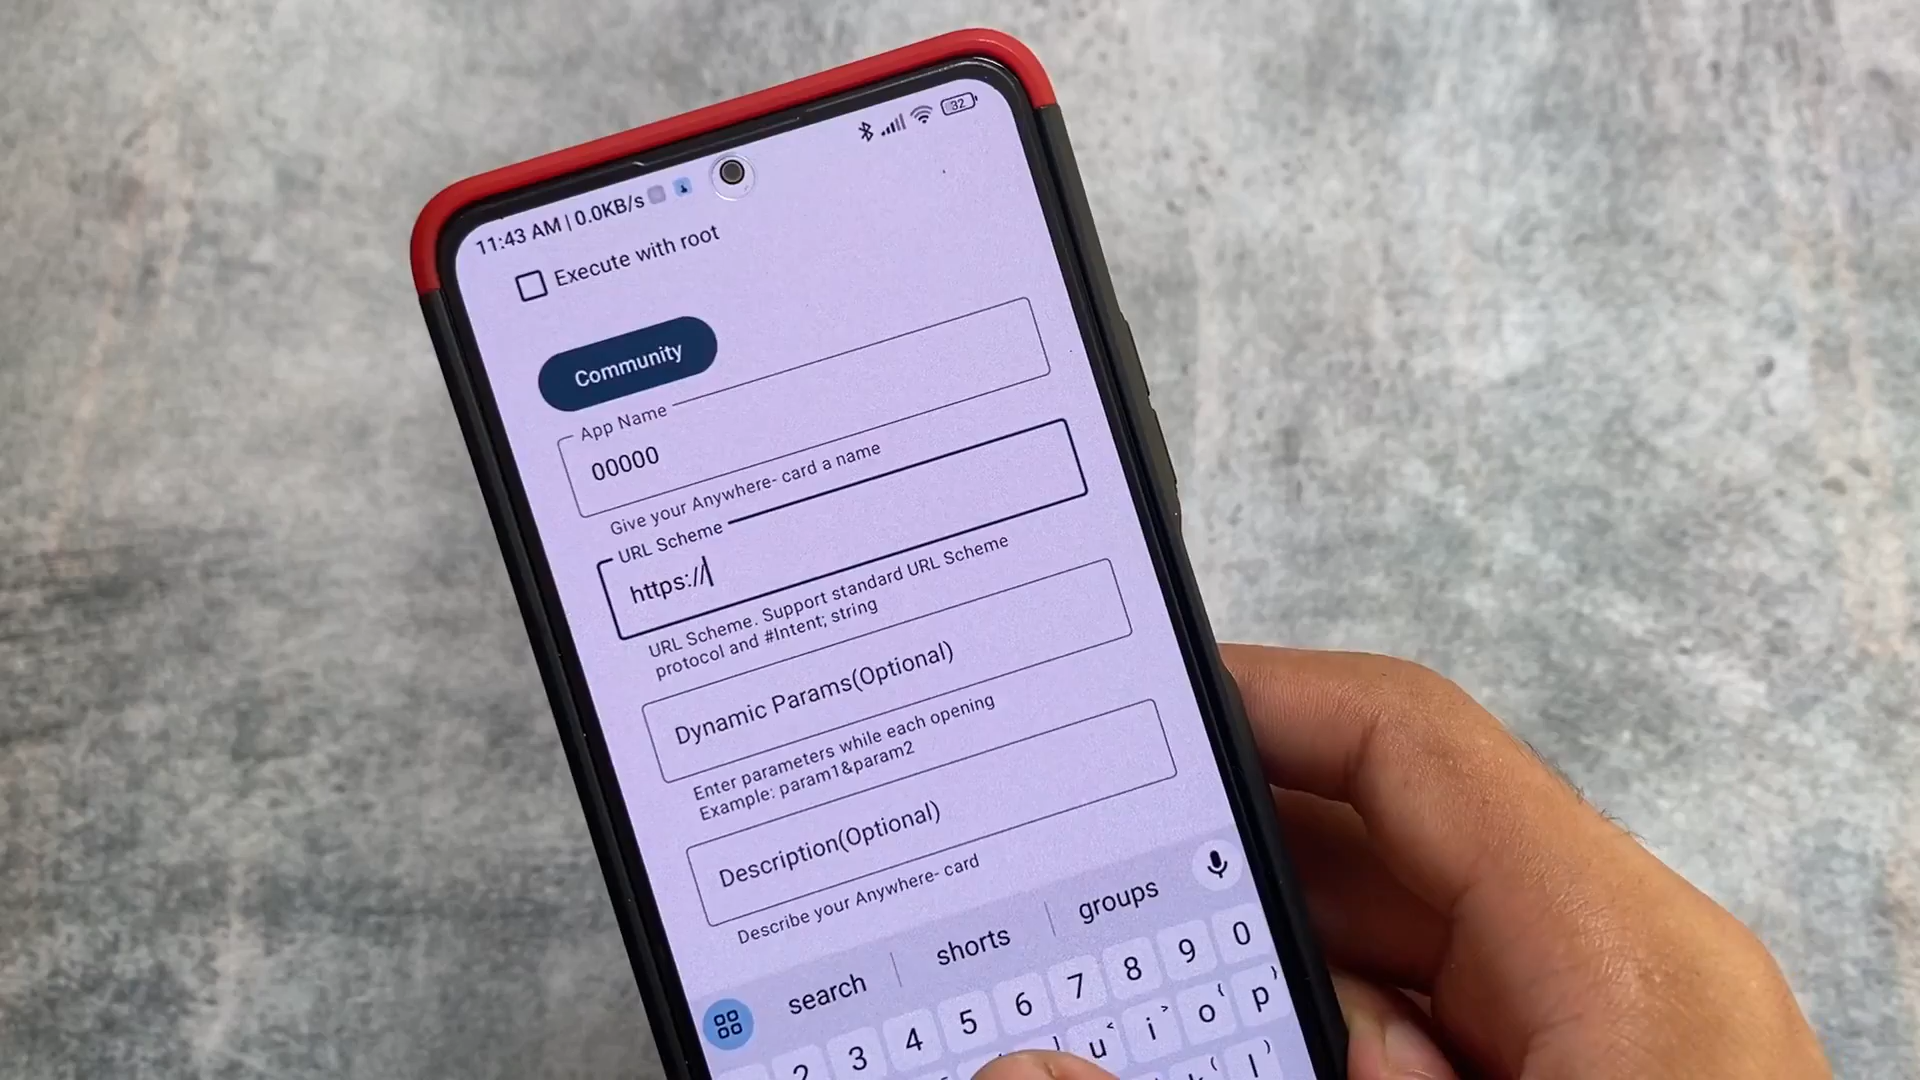 11:43 AM | 0.0KB/s
32
Execute with root
Community
App Name
00000
Give your Anywhere- card a name
URL Scheme
https://
URL Scheme. Support standard URL Scheme
protocol and #Intent; string
Dynamic Params(Optional)
Enter parameters while each opening
Example: param1&param2
Description(Optional)
Describe your Anywhere- card
search
shorts
groups
2 3 4 5 6 7 8 9 0
u < i > o { p }
( l )